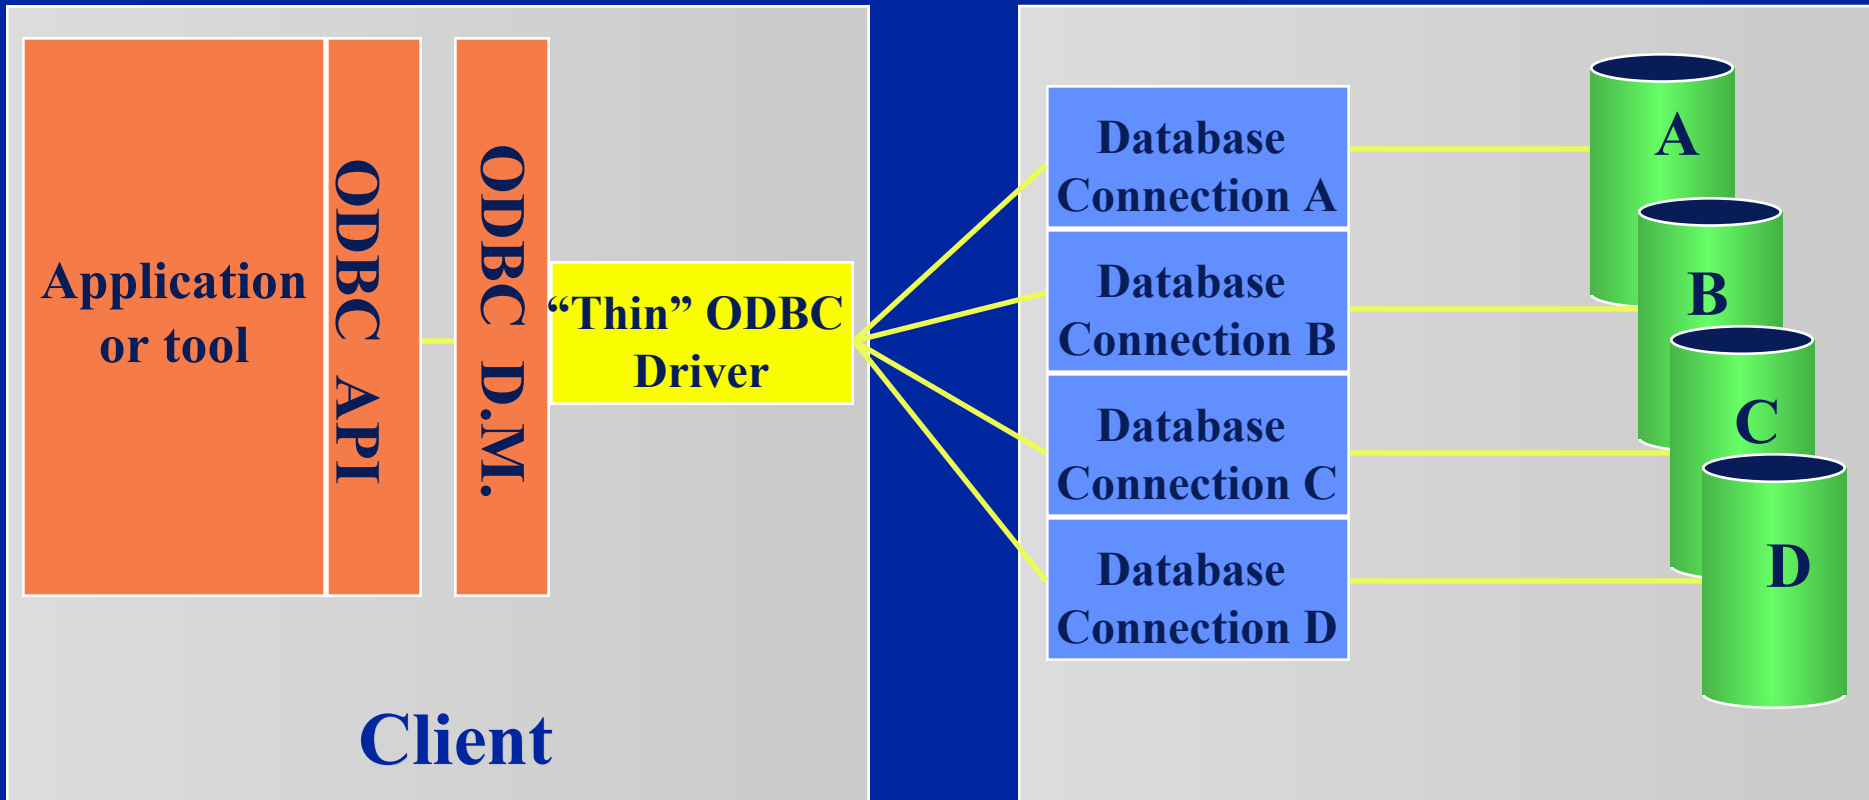 Application
or tool
ODBC API
ODBC D.M.
“Thin” ODBC
Driver
Client
Database
Connection A
Database
Connection B
Database
Connection C
Database
Connection D
A
B
C
D